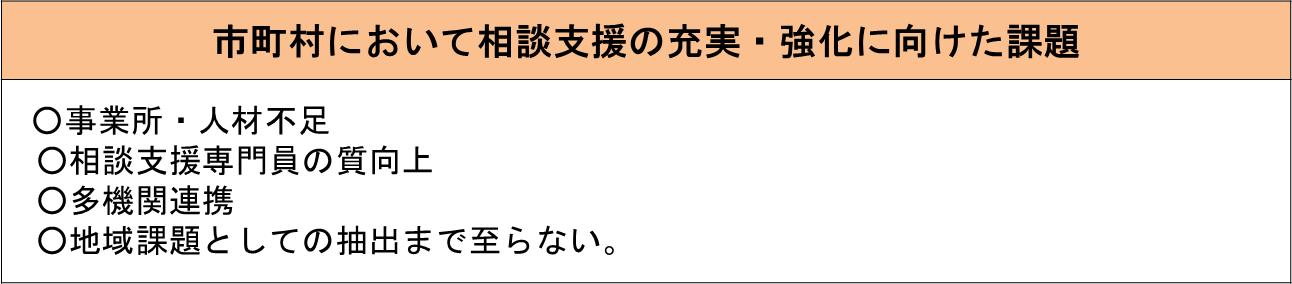 市町村において相談支援の充実・強化に向けた課題
〇事業所・人材不足
〇相談支援専門員の質向上
〇多機関連携
〇地域課題としての抽出まで至らない。